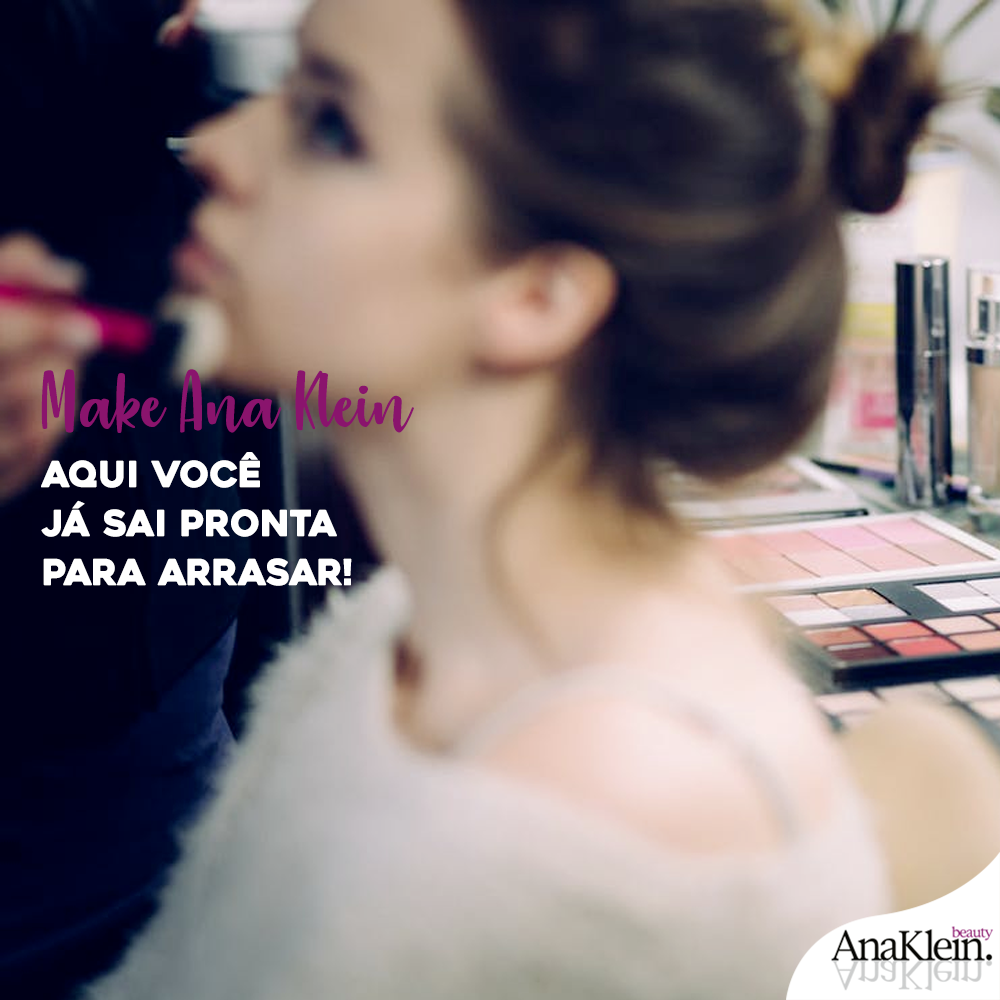 Make Ana Klein
AQUI VOCÊ
JÁ SAI PRONTA
PARA ARRASAR!
beauty
AnaKlein.